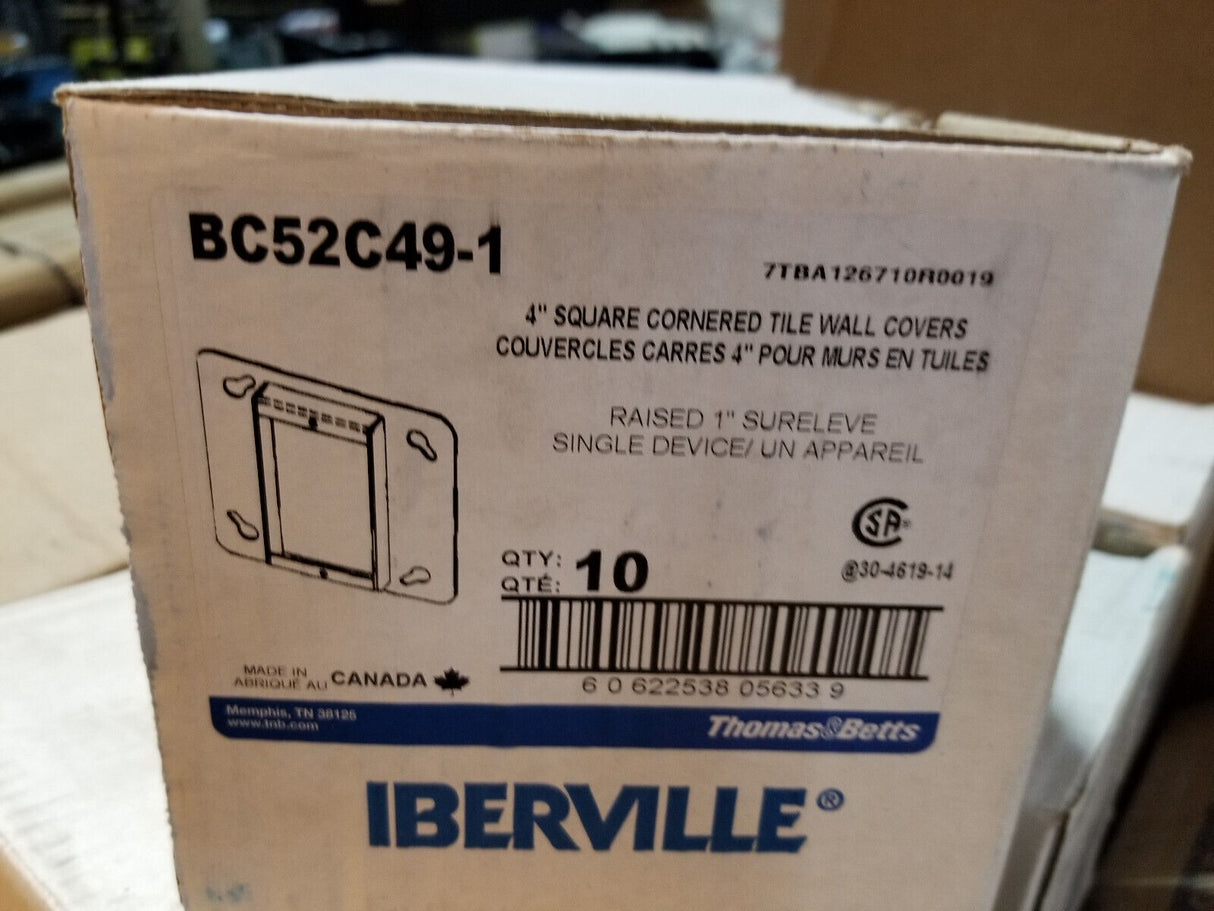 BC52C49-1
7TBA126710R0019
4" SQUARE CORNERED TILE WALL COVERS
COUVERCLES CARRES 4" POUR MURS EN TUILES
RAISED 1" SURELEVE
SINGLE DEVICE/ UN APPAREIL
SA
QTY: 10
QTÉ:
@30-4619-14
6 0 622538 05633 9
MADE IN
ABRIQUÉ AU CANADA
Memphis, TN 38125
www.tnb.com
Thomas&Betts
IBERVILLE®